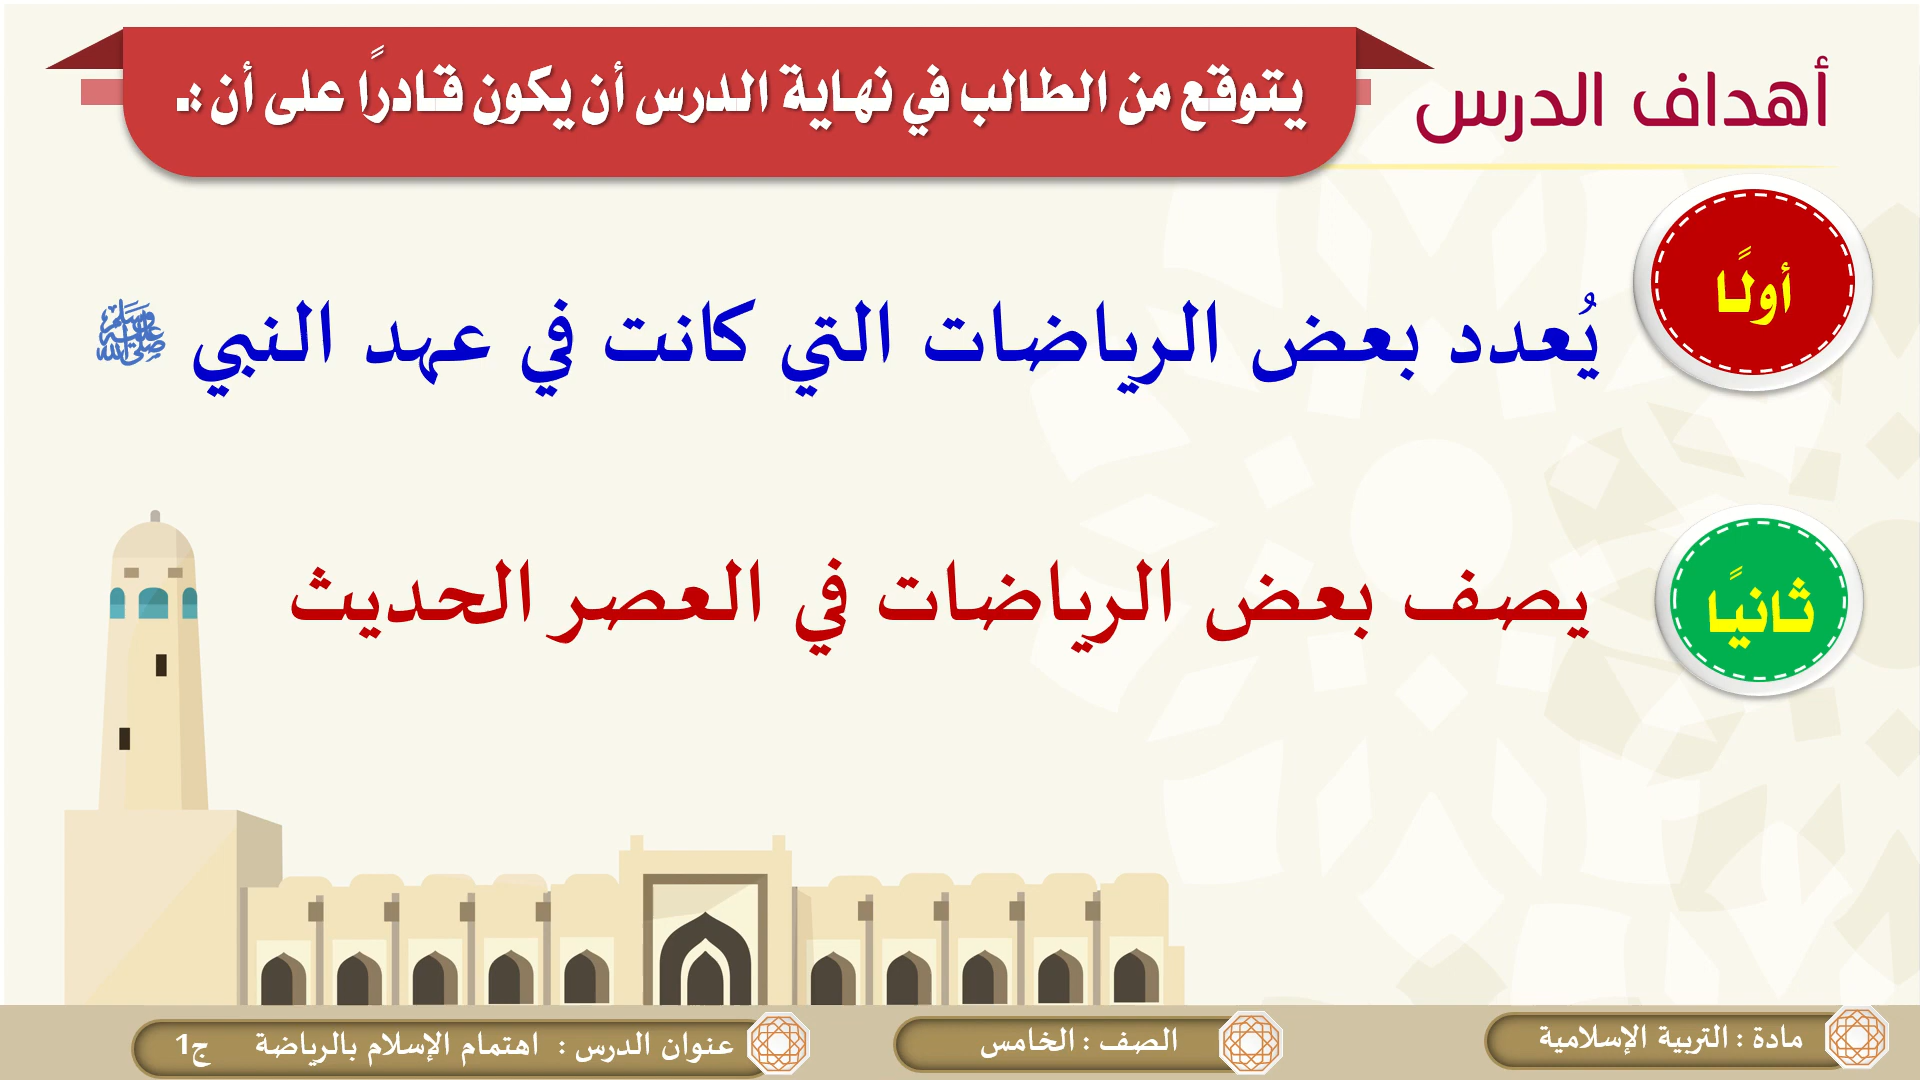 أهداف الدرس
يتوقع من الطالب في نهاية الدرس أن يكون قادرًا على أن :ـ
أولًا
يُعدد بعض الرياضات التي كانت في عهد النبي ﷺ
ثانيًا
يصف بعض الرياضات في العصر الحديث
مادة : التربية الإسلامية
الصف : الخامس
عنوان الدرس : اهتمام الإسلام بالرياضة ج1